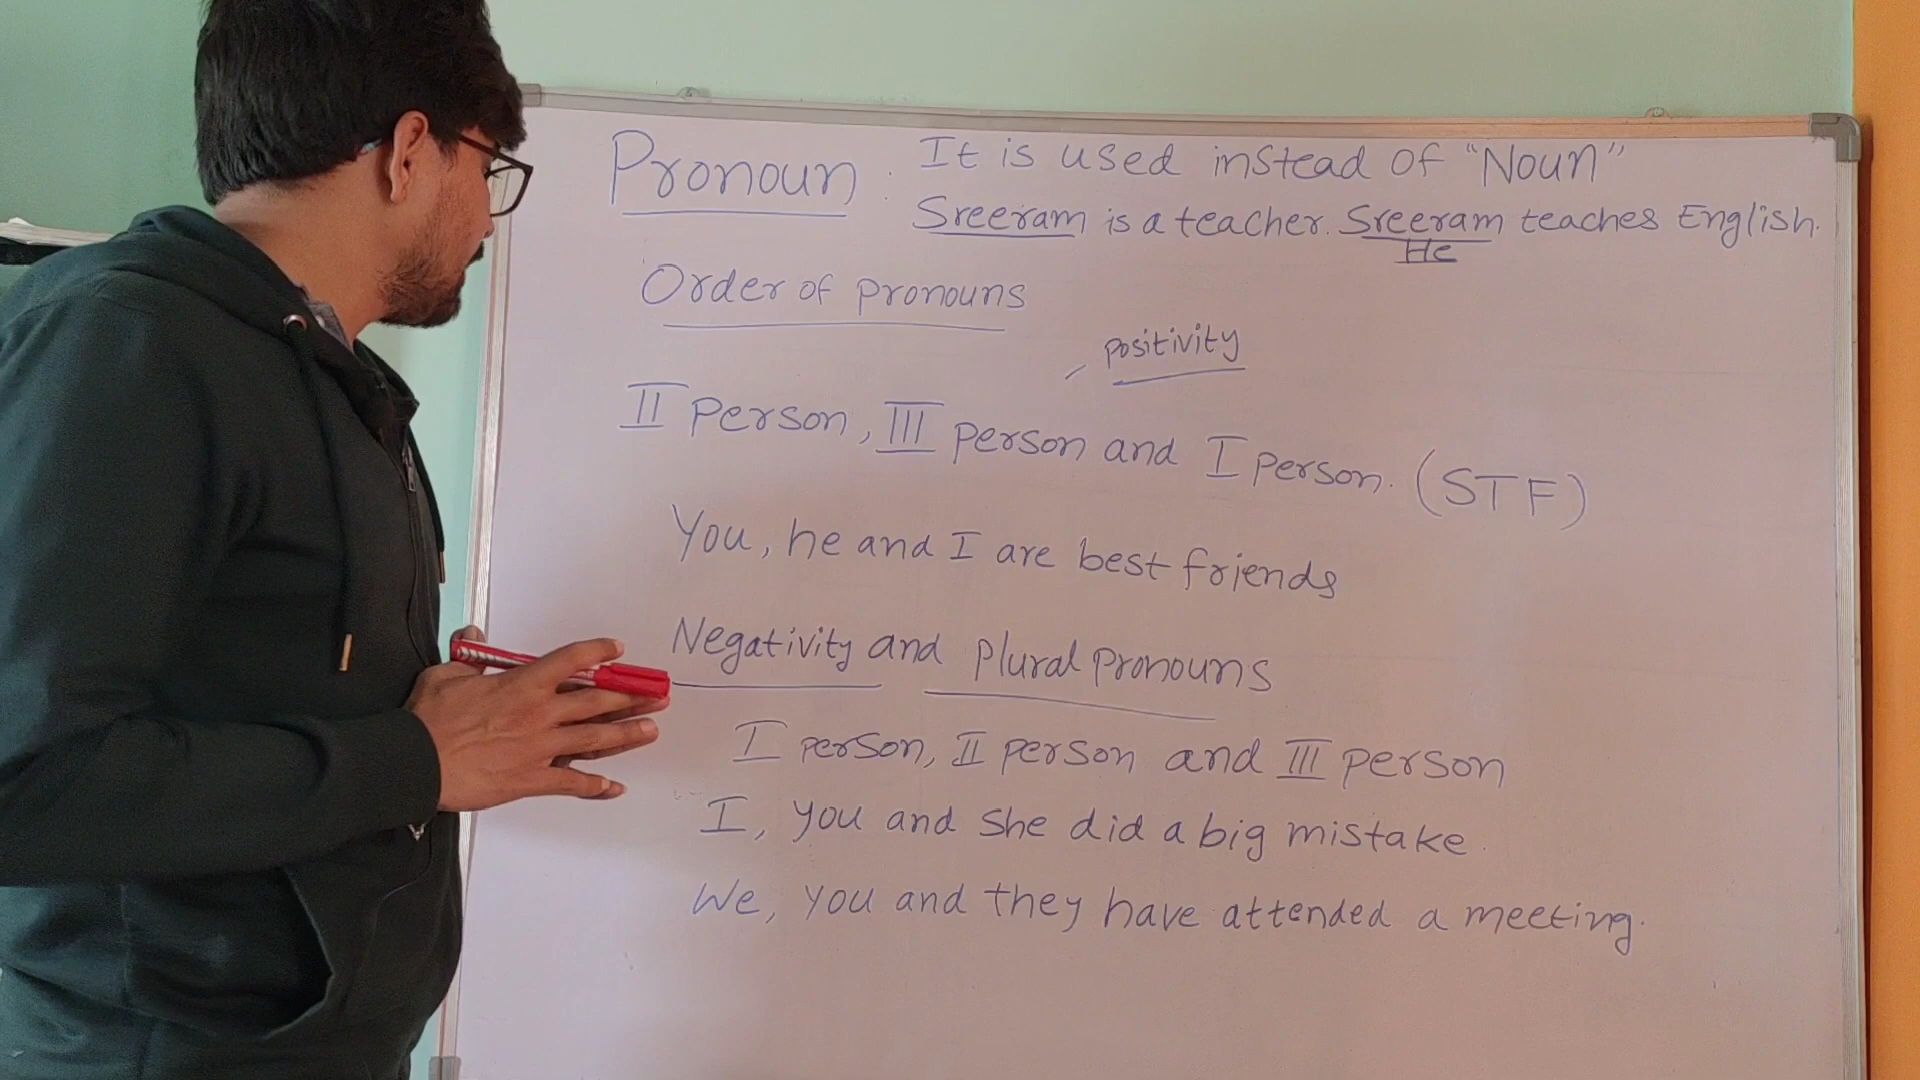 Pronoun : It is used instead of "Noun"
Sreeram is a teacher. Sreeram teaches English.
He
Order of pronouns
positivity
II person, III person and I person. (STF)
You, he and I are best friends
Negativity and plural pronouns
I person, II person and III person
I, you and she did a big mistake.
We, you and they have attended a meeting.